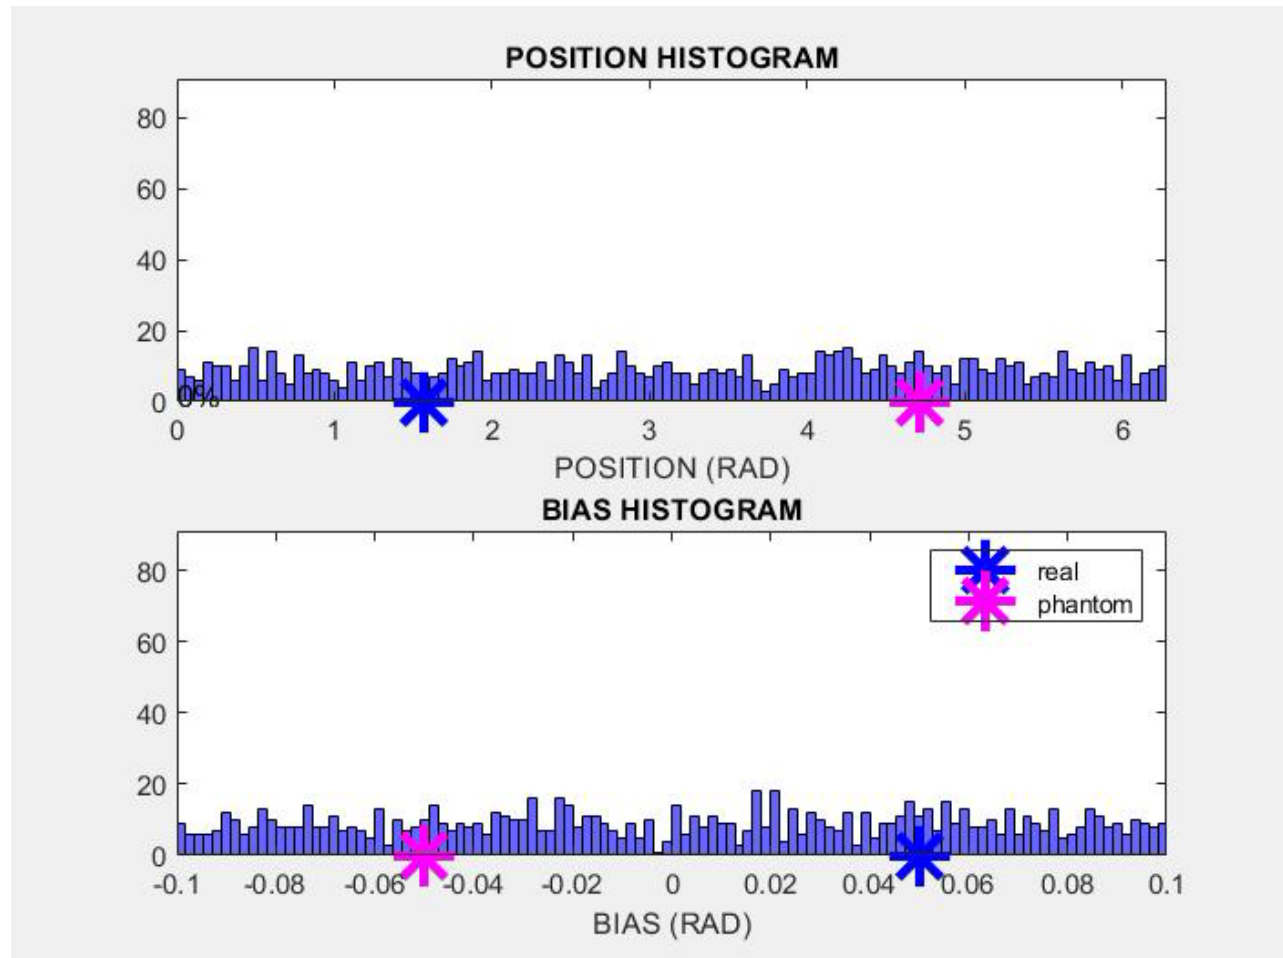 POSITION HISTOGRAM
80
60
40
20
0
0%
0 1 2 3 4 5 6
POSITION (RAD)
BIAS HISTOGRAM
80
60
40
20
0
real
phantom
-0.1 -0.08 -0.06 -0.04 -0.02 0 0.02 0.04 0.06 0.08 0.1
BIAS (RAD)